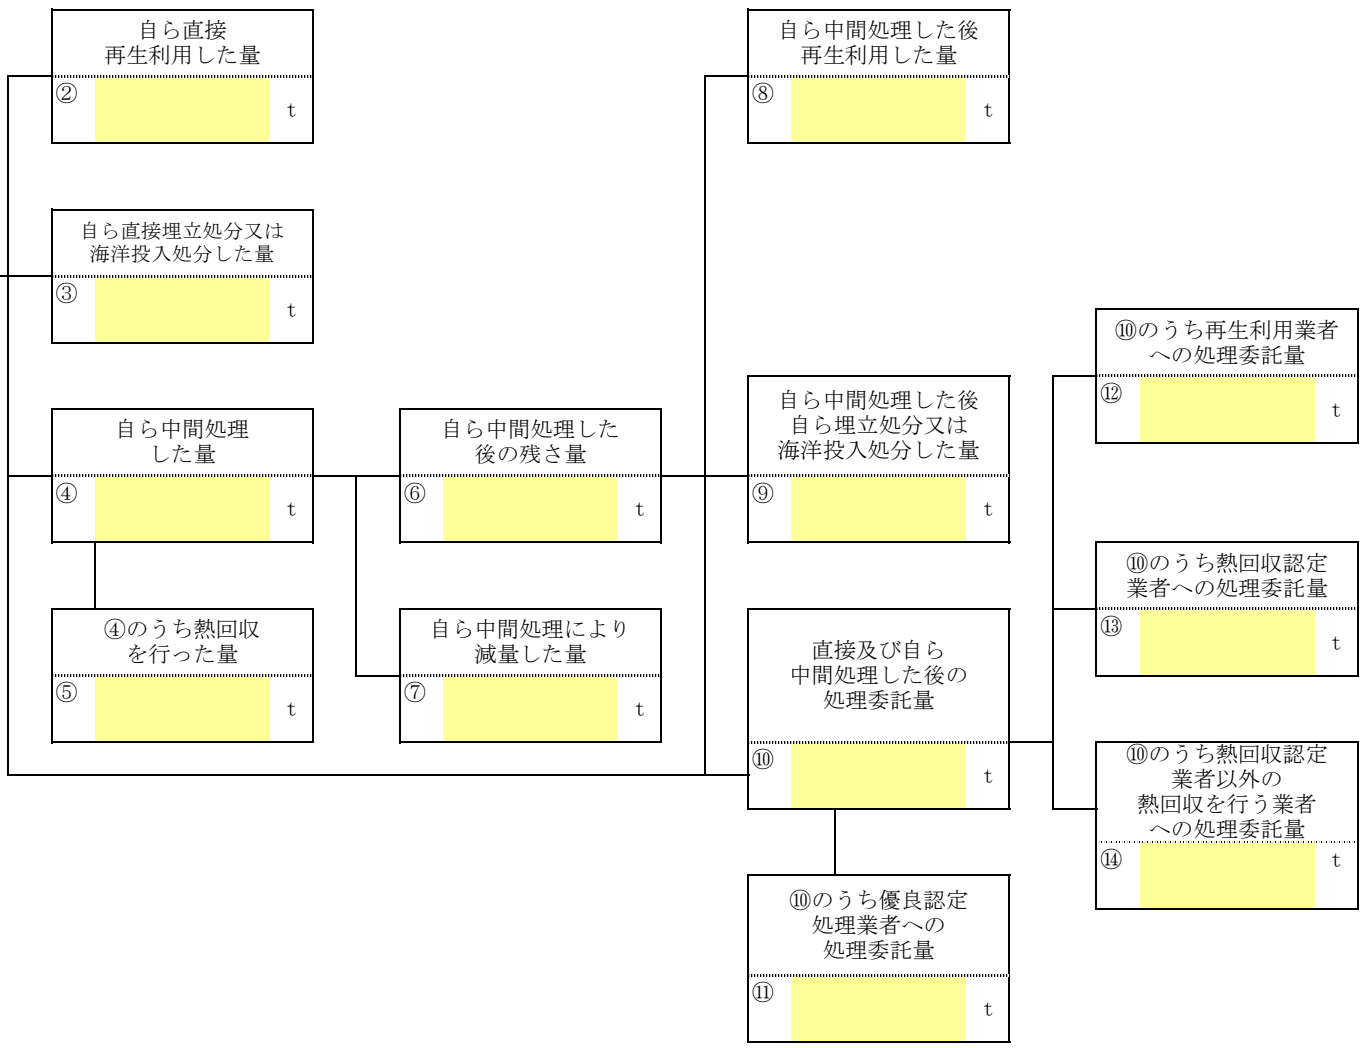 自ら直接
再生利用した量
②
t
自ら直接埋立処分又は
海洋投入処分した量
③
t
自ら中間処理
した量
④
t
④のうち熱回収
を行った量
⑤
t
自ら中間処理した
後の残さ量
⑥
t
自ら中間処理により
減量した量
⑦
t
自ら中間処理した後
再生利用した量
⑧
t
自ら中間処理した後
自ら埋立処分又は
海洋投入処分した量
⑨
t
直接及び自ら
中間処理した後の
処理委託量
⑩
t
⑩のうち優良認定
処理業者への
処理委託量
⑪
t
⑩のうち再生利用業者
への処理委託量
⑫
t
⑩のうち熱回収認定
業者への処理委託量
⑬
t
⑩のうち熱回収認定
業者以外の
熱回収を行う業者
への処理委託量
⑭
t